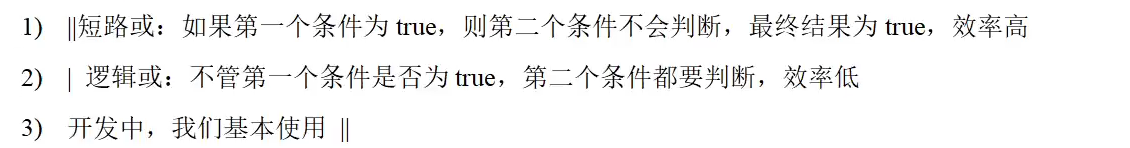 1) ||短路或：如果第一个条件为 true，则第二个条件不会判断，最终结果为 true，效率高
2) | 逻辑或：不管第一个条件是否为 true，第二个条件都要判断，效率低
3) 开发中，我们基本使用 ||